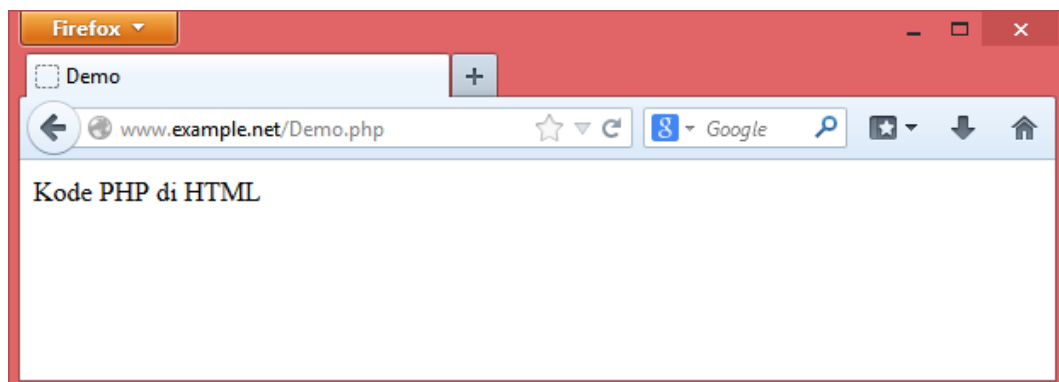 Firefox
Demo
www.example.net/Demo.php
Google
Kode PHP di HTML